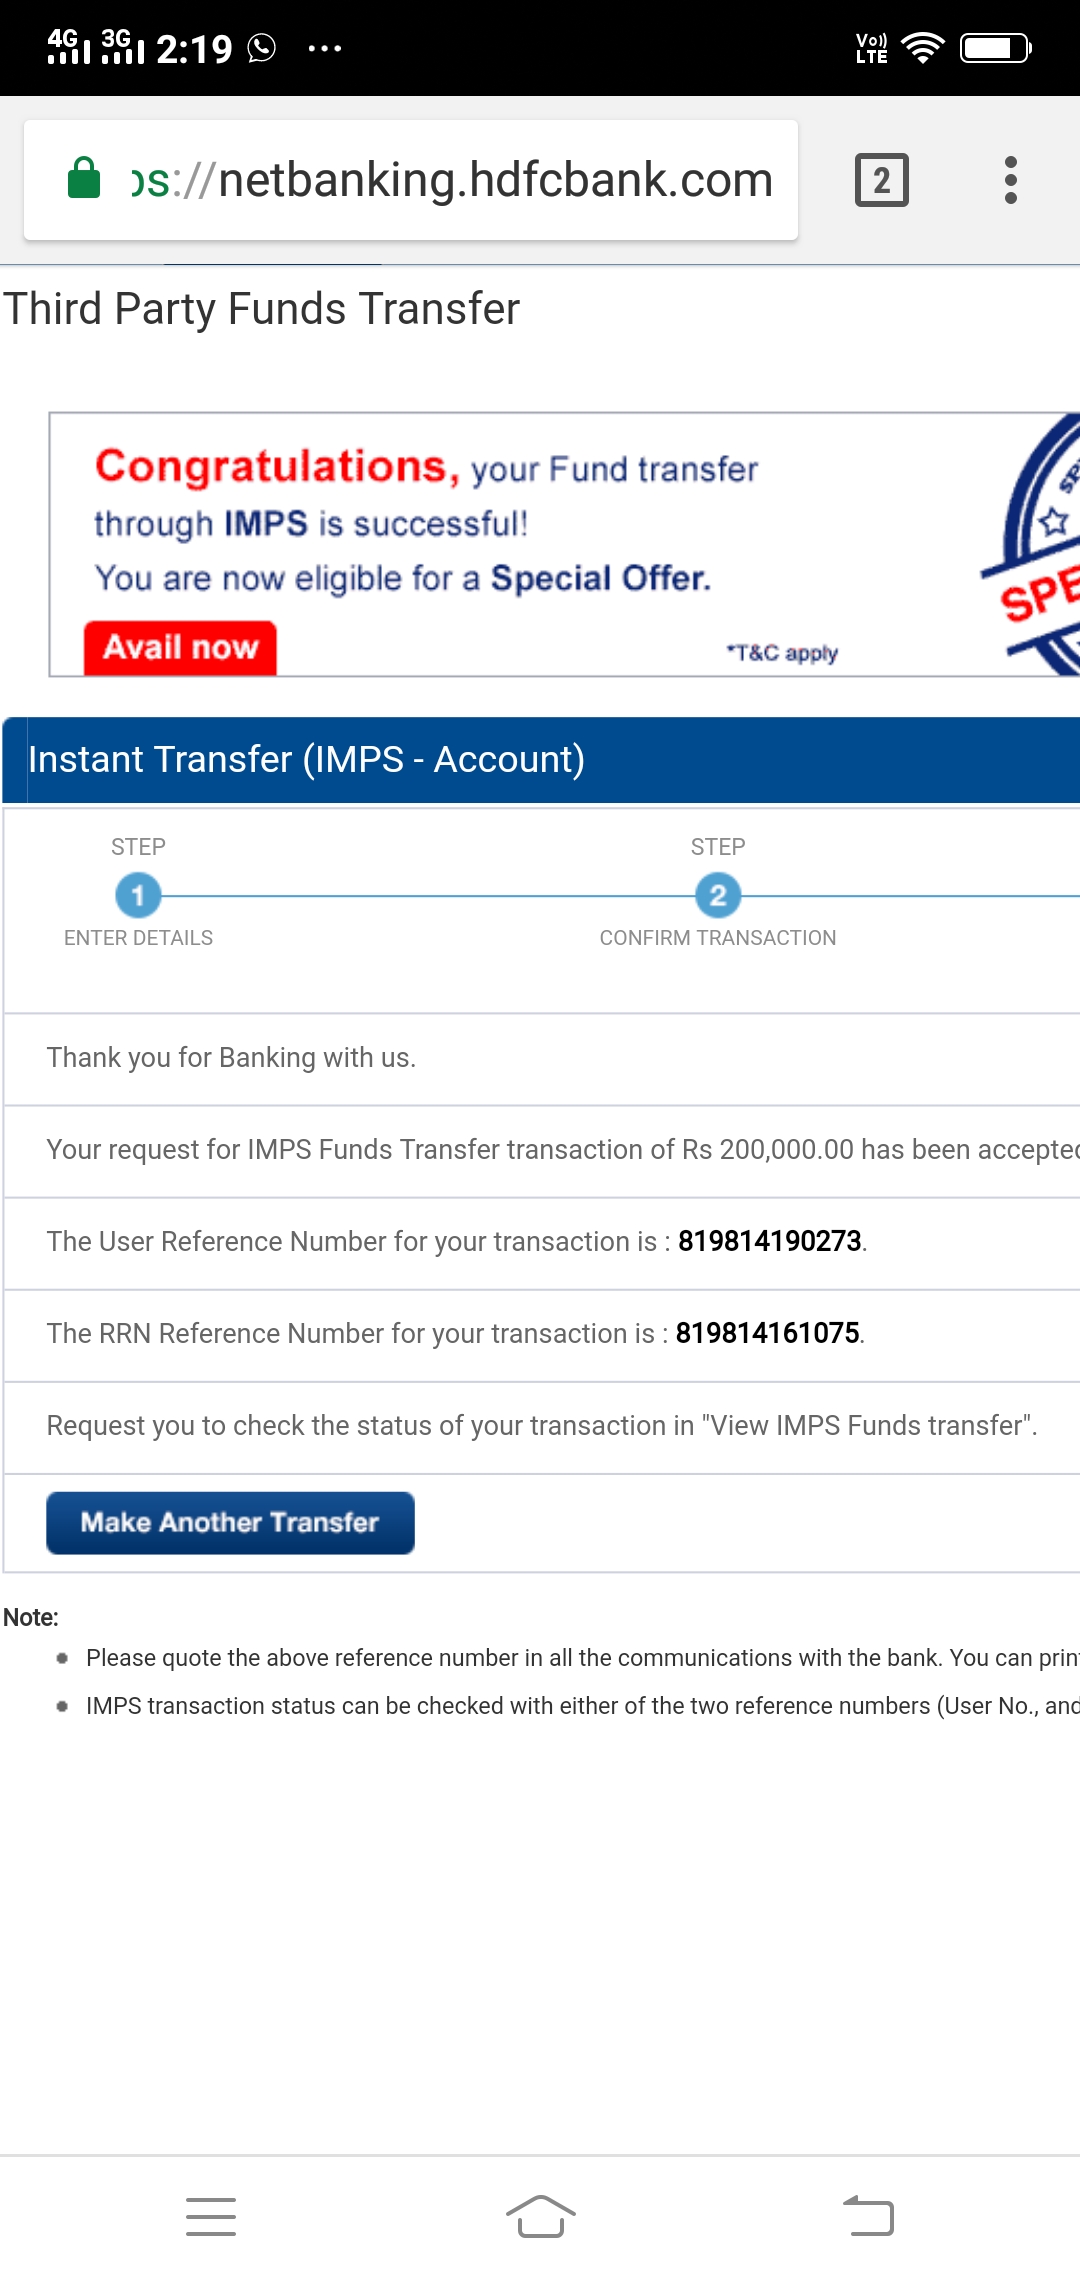 4G 3G 2:19 ... Vo)) LTE
ps://netbanking.hdfcbank.com 2
Third Party Funds Transfer
Congratulations, your Fund transfer
through IMPS is successful!
You are now eligible for a Special Offer.
Avail now
*T&C apply
SPE
Instant Transfer (IMPS - Account)
STEP STEP
1 2
ENTER DETAILS CONFIRM TRANSACTION
Thank you for Banking with us.
Your request for IMPS Funds Transfer transaction of Rs 200,000.00 has been accepted
The User Reference Number for your transaction is : 819814190273.
The RRN Reference Number for your transaction is : 819814161075.
Request you to check the status of your transaction in "View IMPS Funds transfer".
Make Another Transfer
Note:
Please quote the above reference number in all the communications with the bank. You can print
IMPS transaction status can be checked with either of the two reference numbers (User No., and